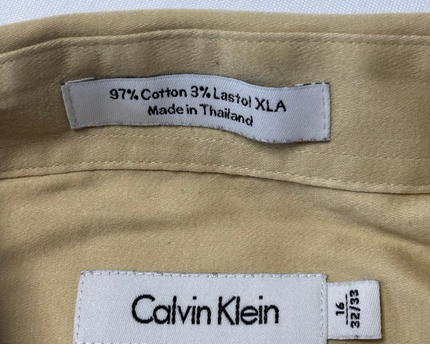 97% Cotton 3% Lastol XLA
Made in Thailand
Calvin Klein
16
32/33